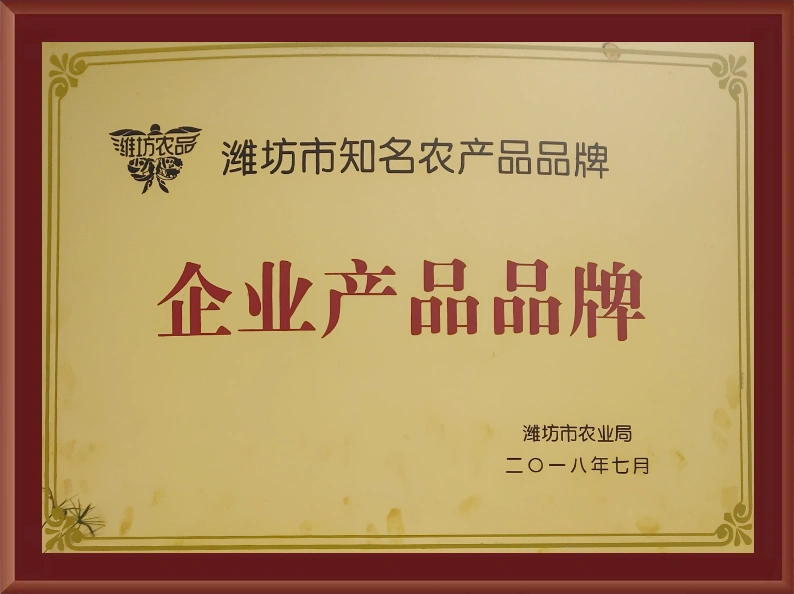 潍坊农品
潍坊市知名农产品品牌
企业产品品牌
潍坊市农业局
二〇一八年七月